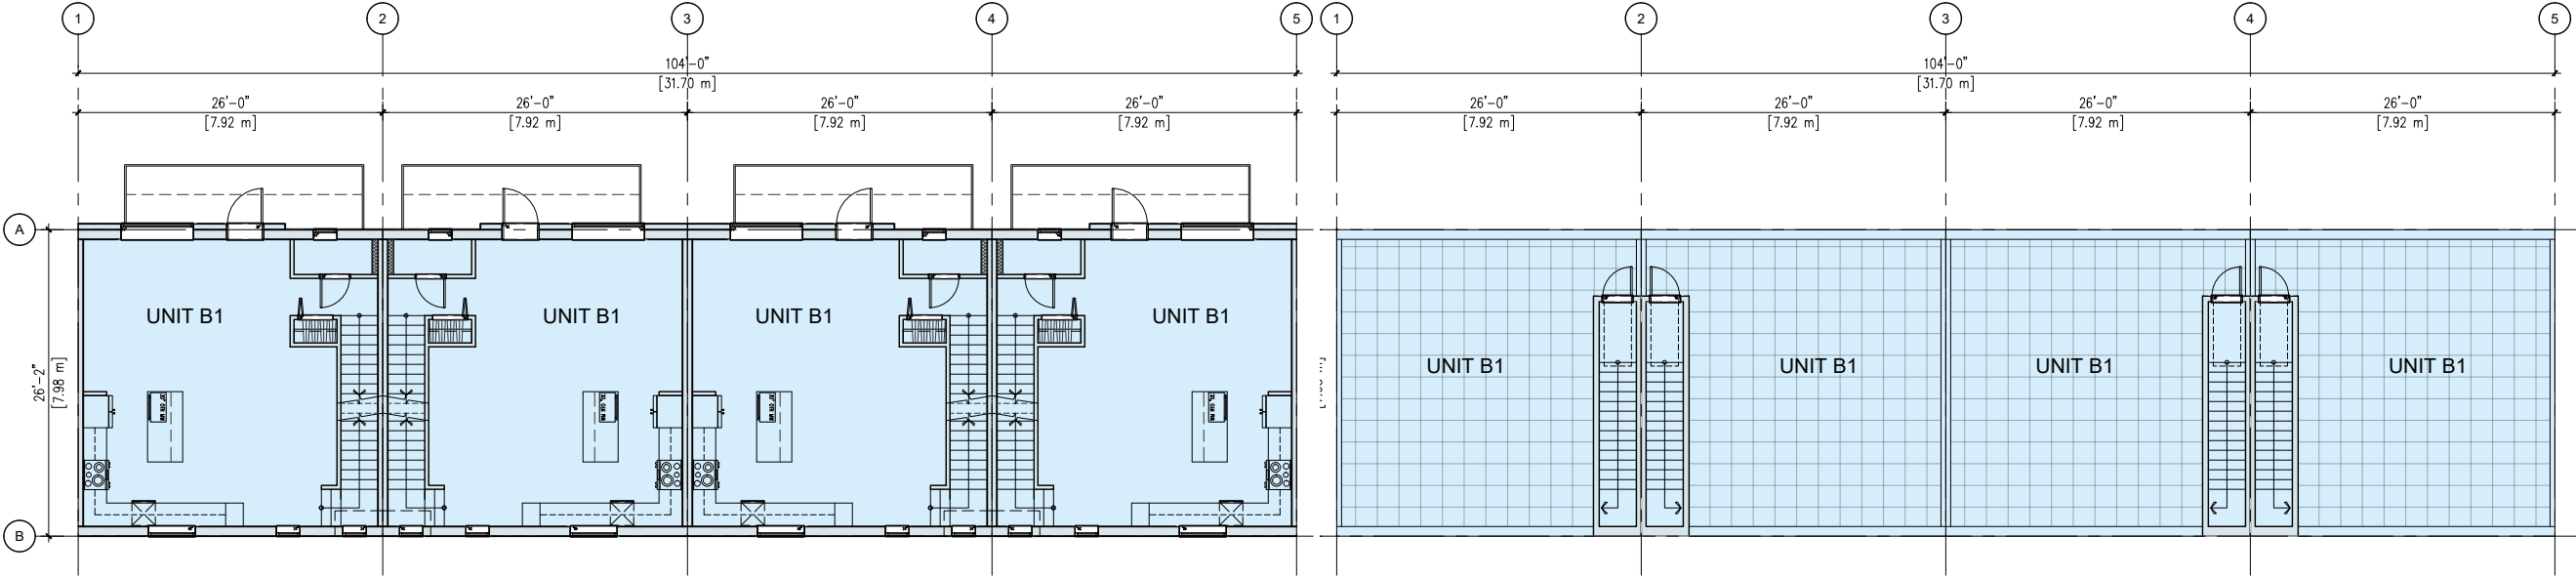 1 2 3 4 5 1 2 3 4 5
104'-0" 104'-0"
[31.70 m] [31.70 m]
26'-0" 26'-0" 26'-0" 26'-0" 26'-0" 26'-0" 26'-0" 26'-0"
[7.92 m] [7.92 m] [7.92 m] [7.92 m] [7.92 m] [7.92 m] [7.92 m] [7.92 m]
A
UNIT B1 UNIT B1 UNIT B1 UNIT B1
UNIT B1 UNIT B1 UNIT B1 UNIT B1
26'-2"
[7.98 m]
B